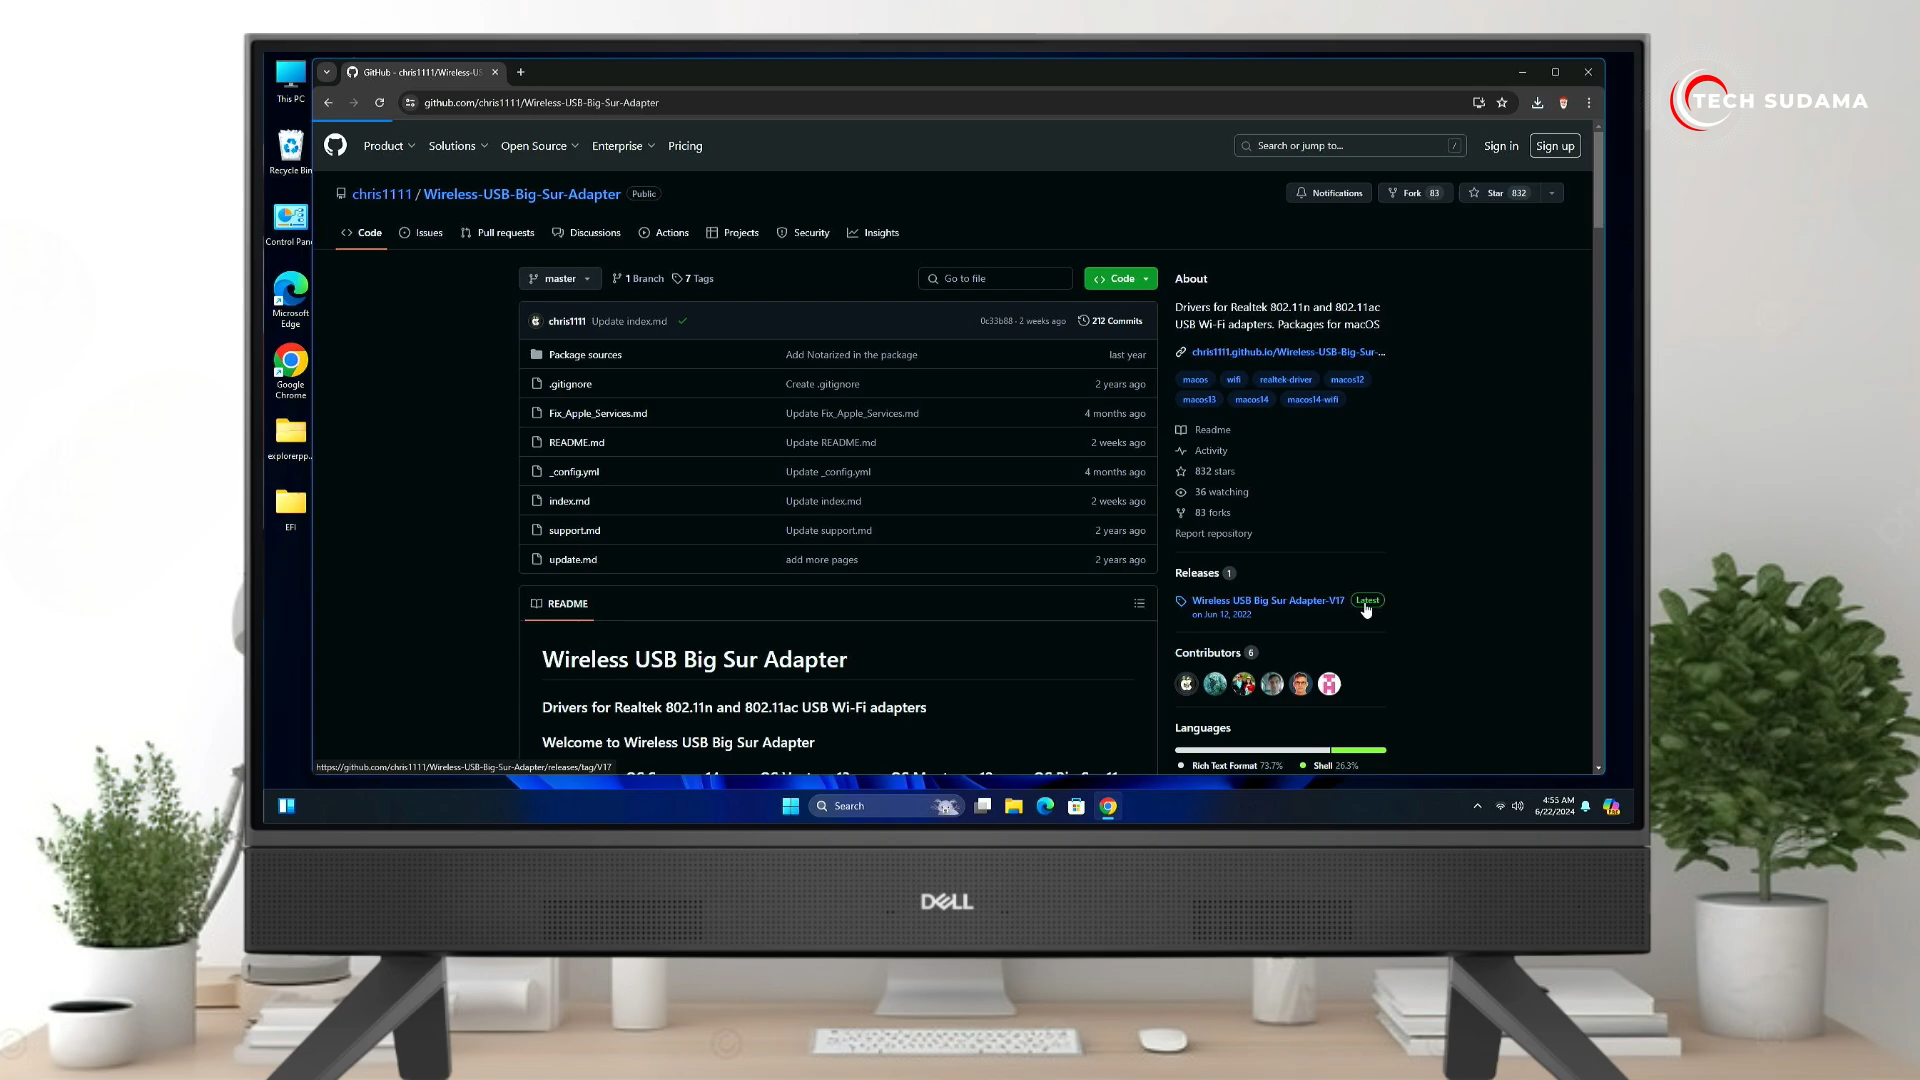 TECH SUDAMA
This PC
Recycle Bin
Control Pan
Microsoft
Edge
Google
Chrome
explorerpp..
EFI
GitHub - chris1111/Wireless-US
github.com/chris1111/Wireless-USB-Big-Sur-Adapter
Product
Solutions
Open Source
Enterprise
Pricing
Search or jump to...
/
Sign in
Sign up
chris1111 / Wireless-USB-Big-Sur-Adapter
Public
Notifications
Fork 83
Star 832
Code
Issues
Pull requests
Discussions
Actions
Projects
Security
Insights
master
1 Branch
7 Tags
Go to file
Code
chris1111 Update index.md
0c33b88 · 2 weeks ago
212 Commits
Package sources Add Notarized in the package last year
.gitignore Create .gitignore 2 years ago
Fix_Apple_Services.md Update Fix_Apple_Services.md 4 months ago
README.md Update README.md 2 weeks ago
_config.yml Update _config.yml 4 months ago
index.md Update index.md 2 weeks ago
support.md Update support.md 2 years ago
update.md add more pages 2 years ago
README
Wireless USB Big Sur Adapter
Drivers for Realtek 802.11n and 802.11ac USB Wi-Fi adapters
Welcome to Wireless USB Big Sur Adapter
About
Drivers for Realtek 802.11n and 802.11ac
USB Wi-Fi adapters. Packages for macOS
chris1111.github.io/Wireless-USB-Big-Sur-...
macos wifi realtek-driver macos12
macos13 macos14 macos14-wifi
Readme
Activity
832 stars
36 watching
83 forks
Report repository
Releases 1
Wireless USB Big Sur Adapter-V17 Latest
on Jun 12, 2022
Contributors 6
Languages
Rich Text Format 73.7% Shell 26.3%
https://github.com/chris1111/Wireless-USB-Big-Sur-Adapter/releases/tag/V17
Search
4:55 AM
6/22/2024
DELL